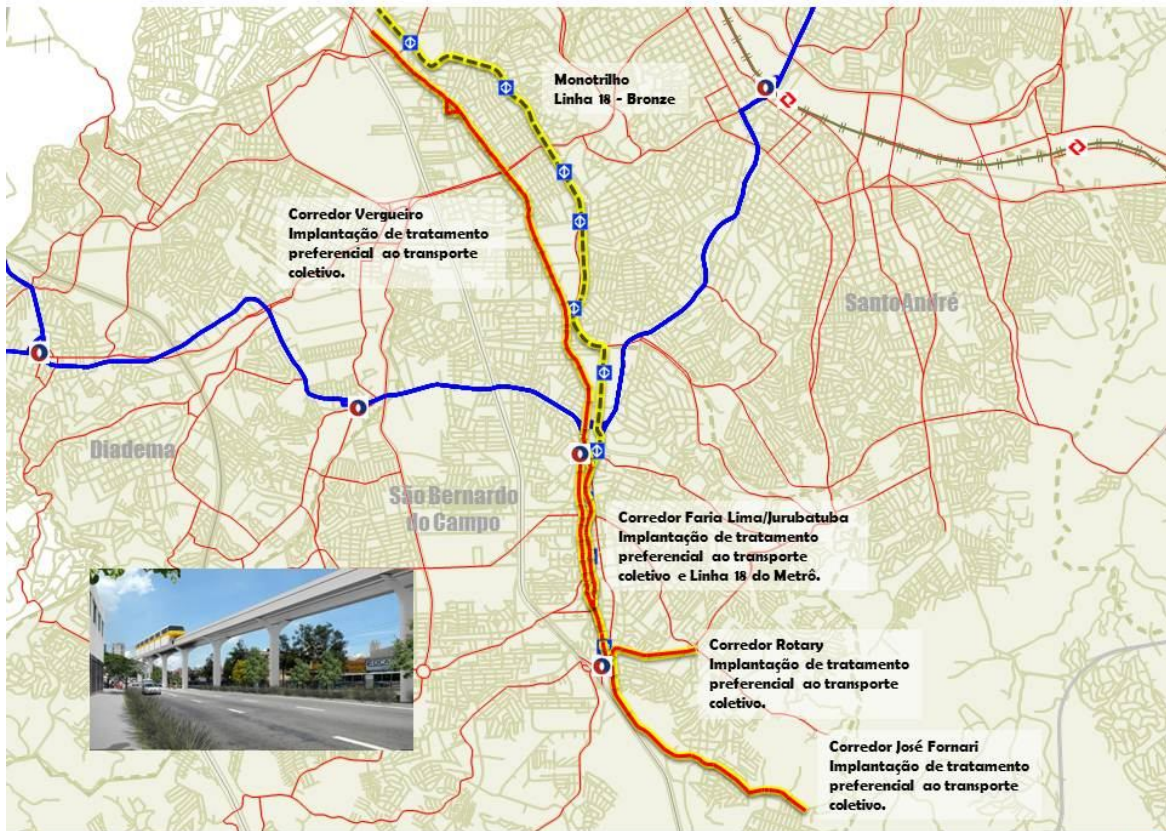 Monotrilho
Linha 18 - Bronze
Corredor Vergueiro
Implantação de tratamento
preferencial ao transporte
coletivo.
Santo André
Diadema
São Bernardo
do Campo
Corredor Faria Lima/Jurubatuba
Implantação de tratamento
preferencial ao transporte
coletivo e Linha 18 do Metrô.
Corredor Rotary
Implantação de tratamento
preferencial ao transporte
coletivo.
Corredor José Fornari
Implantação de tratamento
preferencial ao transporte
coletivo.